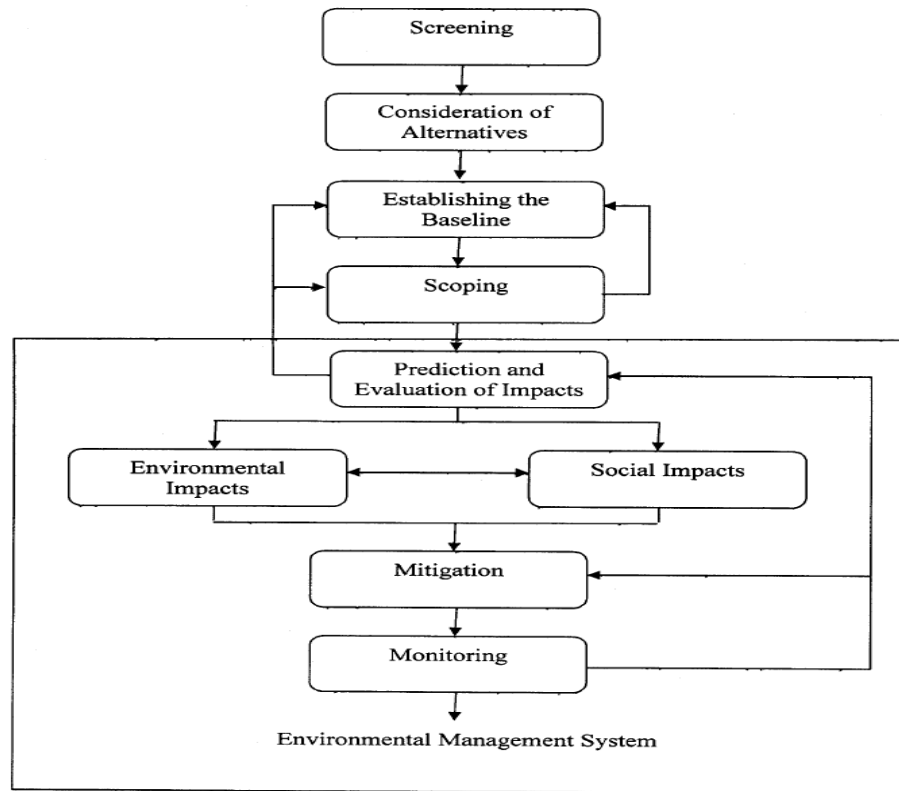 Screening
Consideration of
Alternatives
Establishing the
Baseline
Scoping
Prediction and
Evaluation of Impacts
Environmental
Impacts
Social Impacts
Mitigation
Monitoring
Environmental Management System